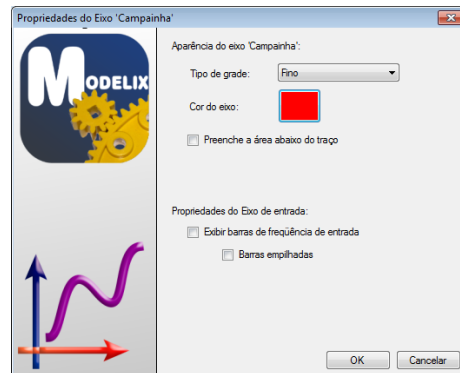 Propriedades do Eixo 'Campainha'
MODELIX
Aparência do eixo 'Campainha':
Tipo de grade: Fino
Cor do eixo:
Preenche a área abaixo do traço
Propriedades do Eixo de entrada:
Exibir barras de freqüência de entrada
Barras empilhadas
OK Cancelar